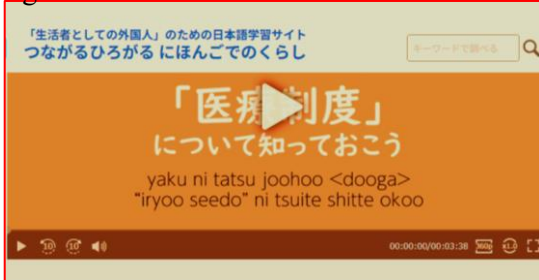 「生活者としての外国人」のための日本語学習サイト
つながるひろがる にほんごでのくらし
キーワードで調べる
「医療制度」
について知っておこう
yaku ni tatsu joohoo <dooga>
“iryoo seedo” ni tsuite shitte okoo
10 10 00:00:00/00:03:38 360p x1.0